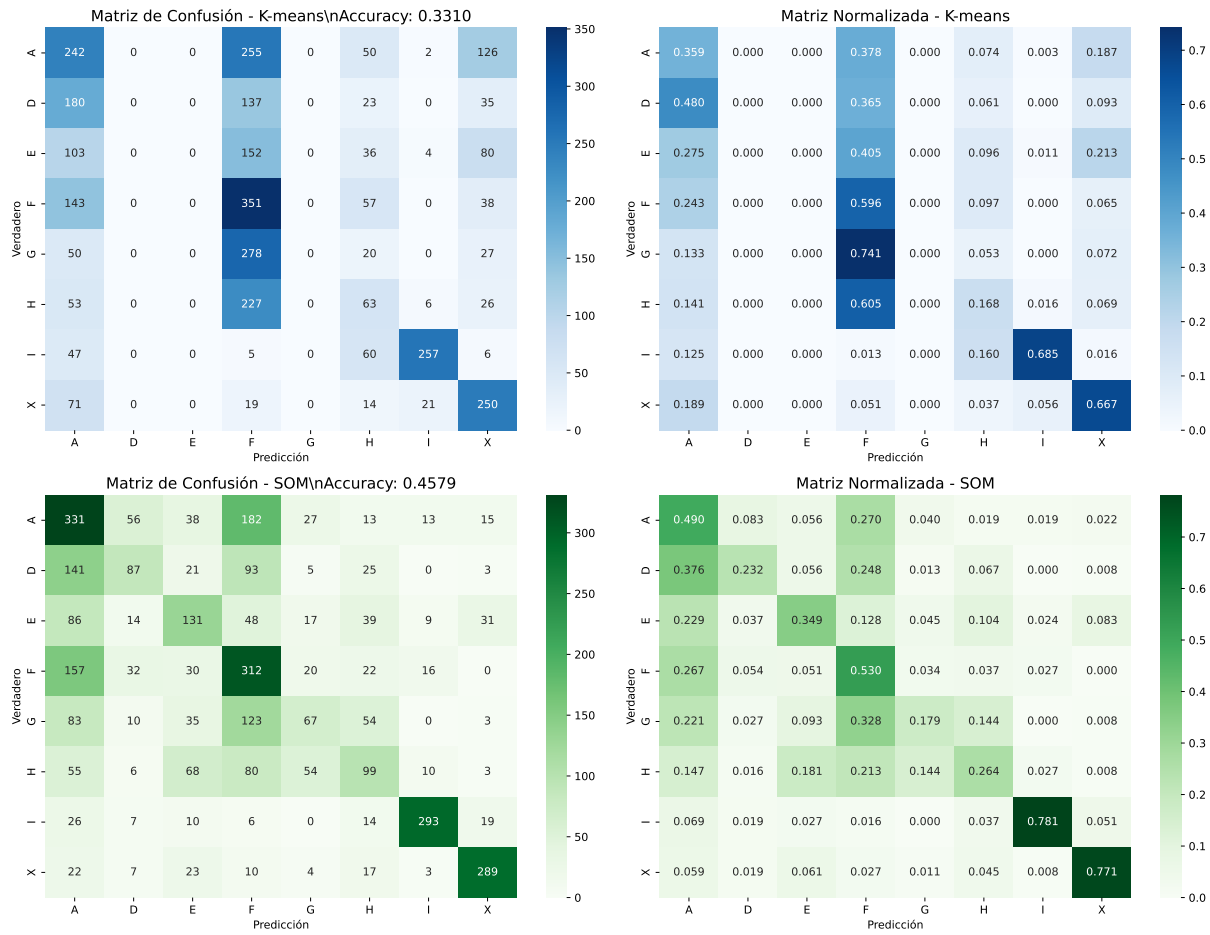 Matriz de Confusión - K-means\nAccuracy: 0.3310
A 242 0 0 255 0 50 2 126
D 180 0 0 137 0 23 0 35
E 103 0 0 152 0 36 4 80
F 143 0 0 351 0 57 0 38
G 50 0 0 278 0 20 0 27
H 53 0 0 227 0 63 6 26
I 47 0 0 5 0 60 257 6
X 71 0 0 19 0 14 21 250
A D E F G H I X
Verdadero
Predicción
350
300
250
200
150
100
50
0
Matriz Normalizada - K-means
A 0.359 0.000 0.000 0.378 0.000 0.074 0.003 0.187
D 0.480 0.000 0.000 0.365 0.000 0.061 0.000 0.093
E 0.275 0.000 0.000 0.405 0.000 0.096 0.011 0.213
F 0.243 0.000 0.000 0.596 0.000 0.097 0.000 0.065
G 0.133 0.000 0.000 0.741 0.000 0.053 0.000 0.072
H 0.141 0.000 0.000 0.605 0.000 0.168 0.016 0.069
I 0.125 0.000 0.000 0.013 0.000 0.160 0.685 0.016
X 0.189 0.000 0.000 0.051 0.000 0.037 0.056 0.667
A D E F G H I X
Verdadero
Predicción
0.7
0.6
0.5
0.4
0.3
0.2
0.1
0.0
Matriz de Confusión - SOM\nAccuracy: 0.4579
A 331 56 38 182 27 13 13 15
D 141 87 21 93 5 25 0 3
E 86 14 131 48 17 39 9 31
F 157 32 30 312 20 22 16 0
G 83 10 35 123 67 54 0 3
H 55 6 68 80 54 99 10 3
I 26 7 10 6 0 14 293 19
X 22 7 23 10 4 17 3 289
A D E F G H I X
Verdadero
Predicción
300
250
200
150
100
50
0
Matriz Normalizada - SOM
A 0.490 0.083 0.056 0.270 0.040 0.019 0.019 0.022
D 0.376 0.232 0.056 0.248 0.013 0.067 0.000 0.008
E 0.229 0.037 0.349 0.128 0.045 0.104 0.024 0.083
F 0.267 0.054 0.051 0.530 0.034 0.037 0.027 0.000
G 0.221 0.027 0.093 0.328 0.179 0.144 0.000 0.008
H 0.147 0.016 0.181 0.213 0.144 0.264 0.027 0.008
I 0.069 0.019 0.027 0.016 0.000 0.037 0.781 0.051
X 0.059 0.019 0.061 0.027 0.011 0.045 0.008 0.771
A D E F G H I X
Verdadero
Predicción
0.7
0.6
0.5
0.4
0.3
0.2
0.1
0.0